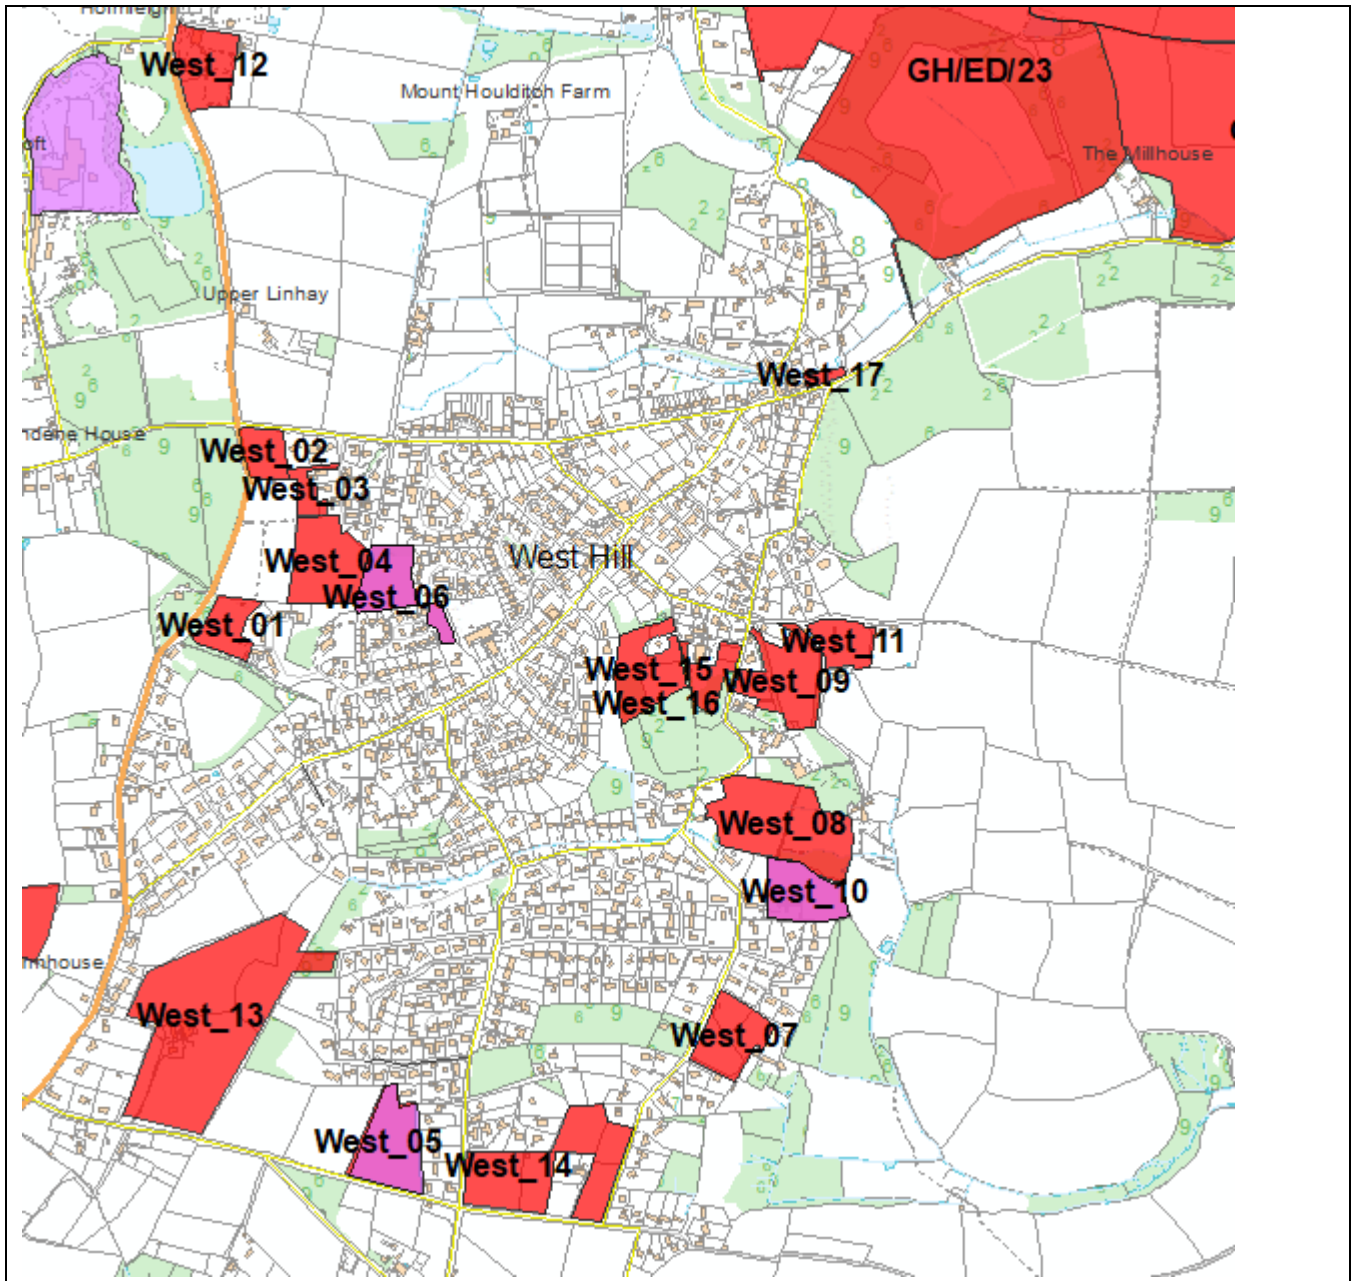 West_12
Mount Houlditch Farm
GH/ED/23
The Millhouse
Upper Linhay
West_17
West_02
West_03
West Hill
West_04
West_06
West_01
West_11
West_15
West_09
West_16
West_08
West_10
West_13
West_07
West_05
West_14